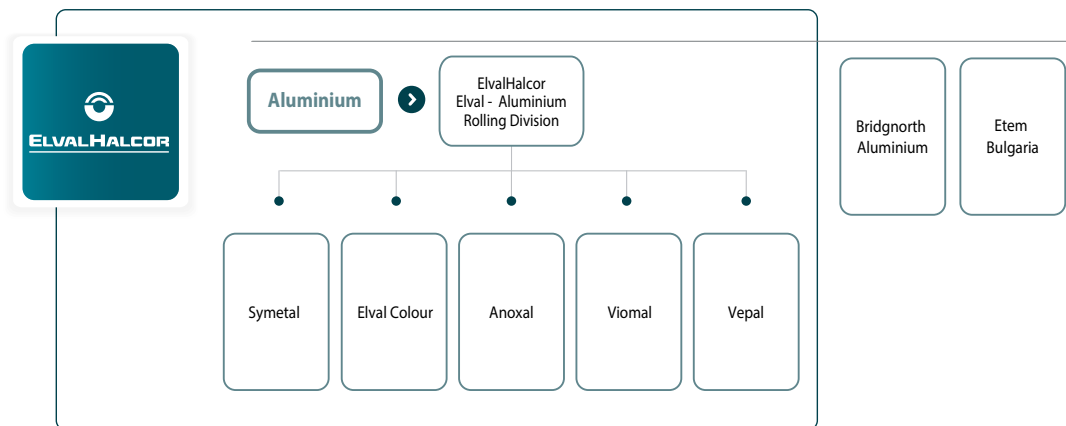 ELVALHALCOR
Aluminium
ElvalHalcor
Elval - Aluminium
Rolling Division
Bridgnorth
Aluminium
Etem
Bulgaria
Symetal
Elval Colour
Anoxal
Viomal
Vepal